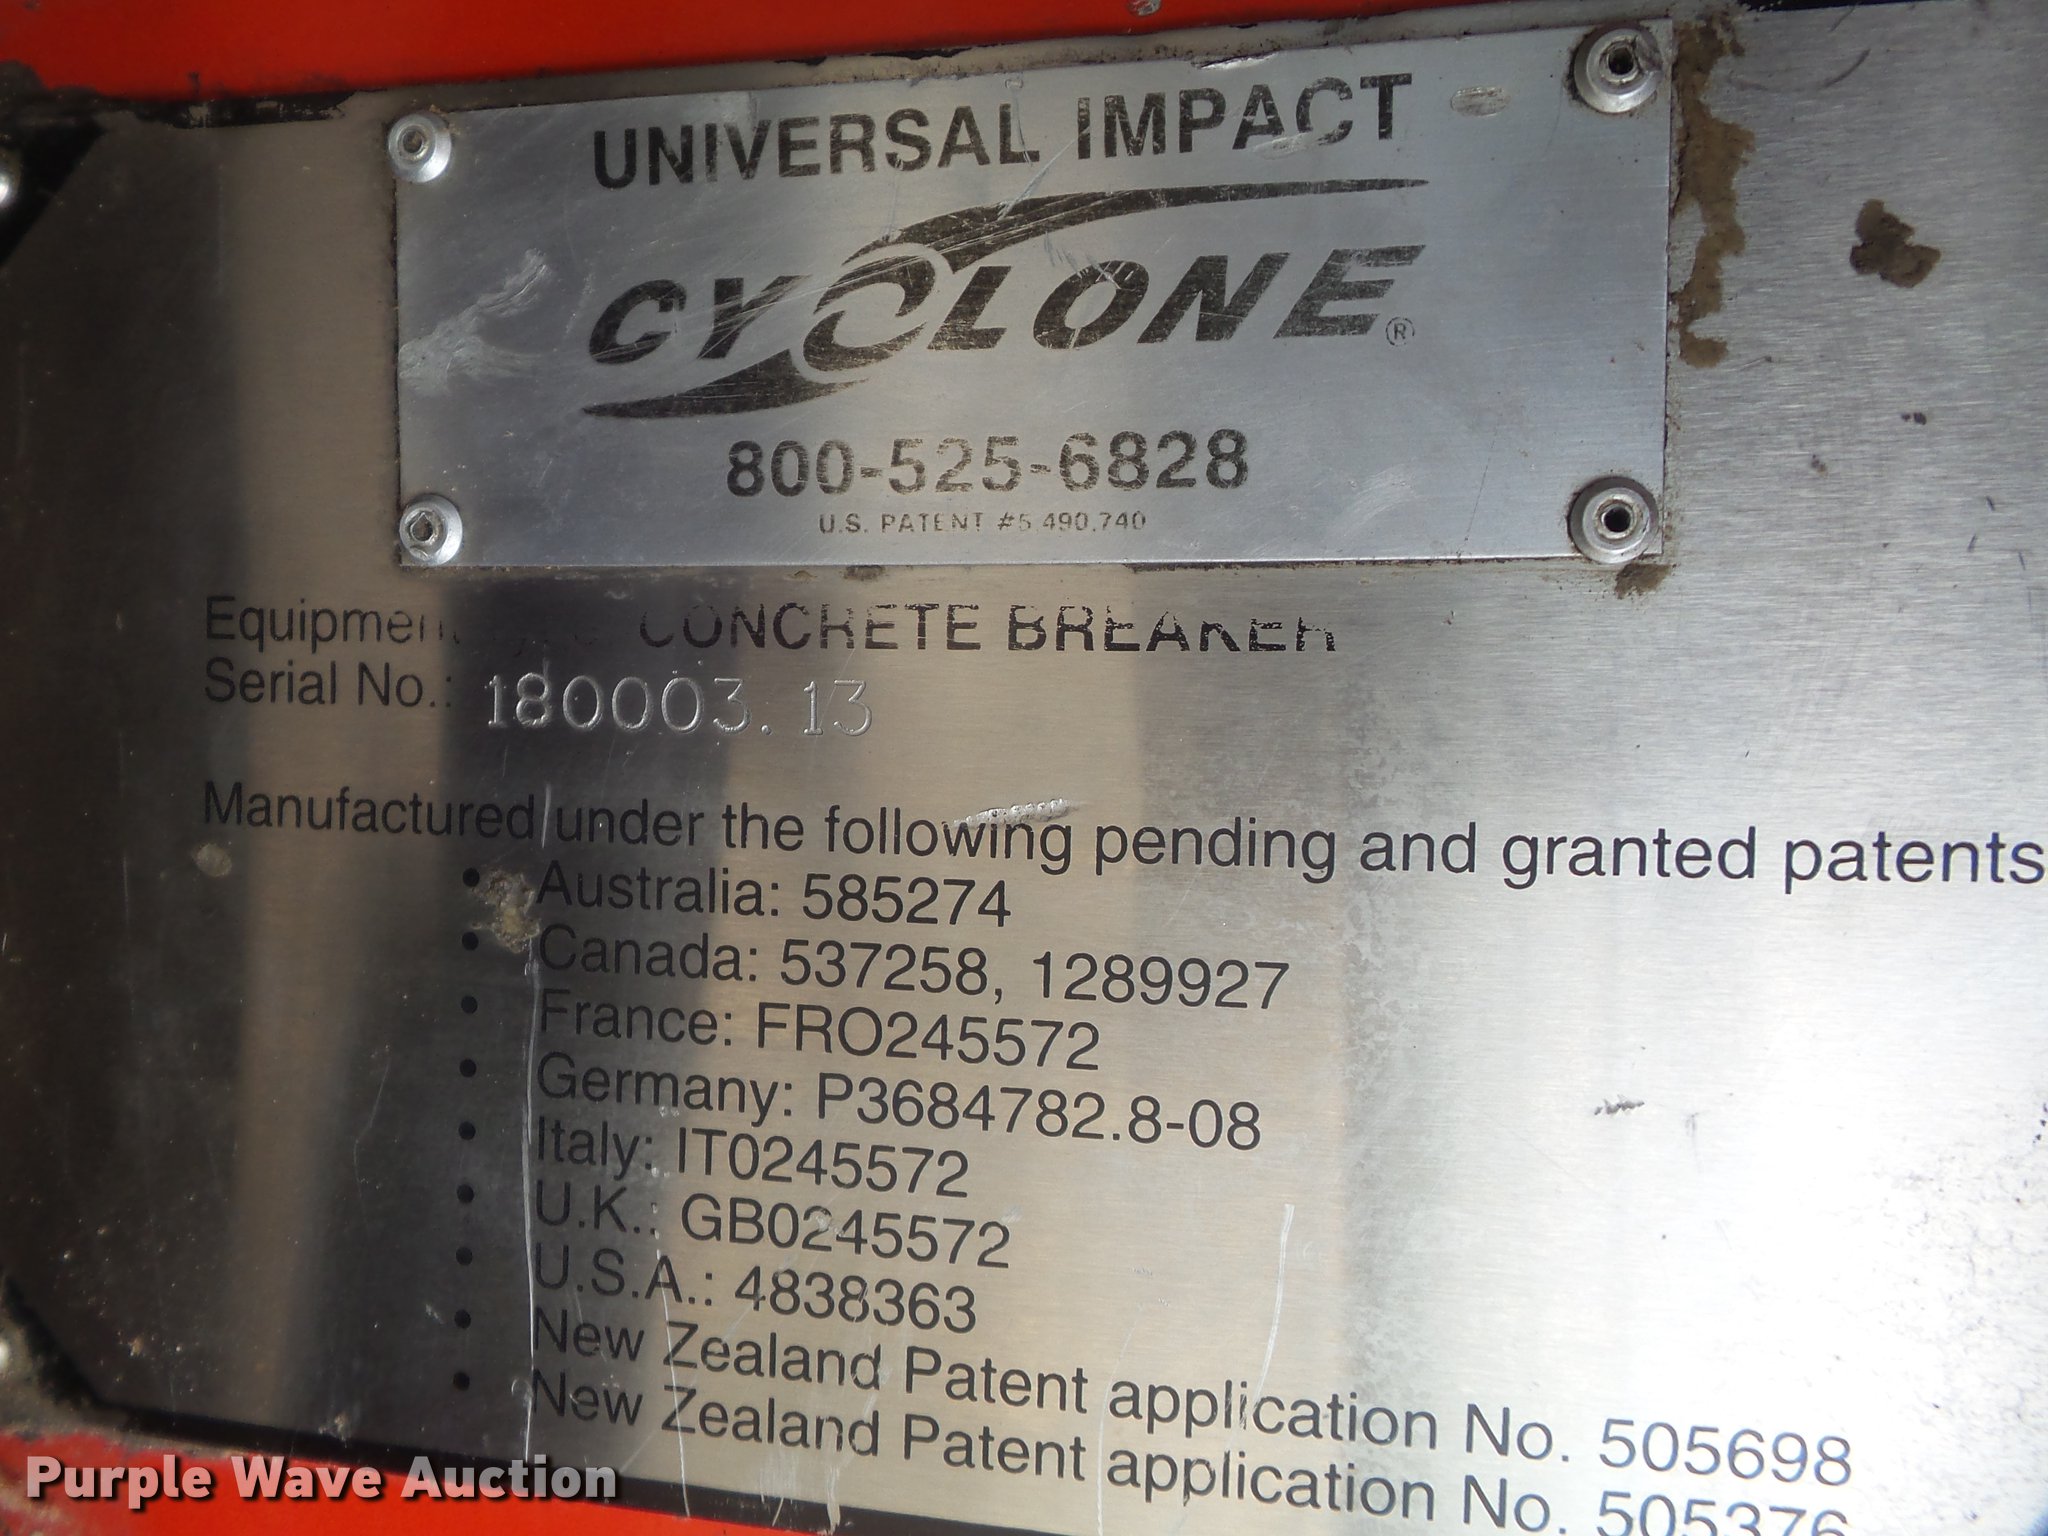 UNIVERSAL IMPACT
CYCLONE®
800-525-6828
U.S. PATENT #5,490,740
CONCRETE BREAKER
Serial No.: 180003.13
Manufactured under the following pending and granted patents
• Australia: 585274
• Canada: 537258, 1289927
• France: FRO245572
• Germany: P3684782.8-08
• Italy: IT0245572
• U.K.: GB0245572
• U.S.A.: 4838363
• New Zealand Patent application No. 505698
• New Zealand Patent application No. 505376
Purple Wave Auction